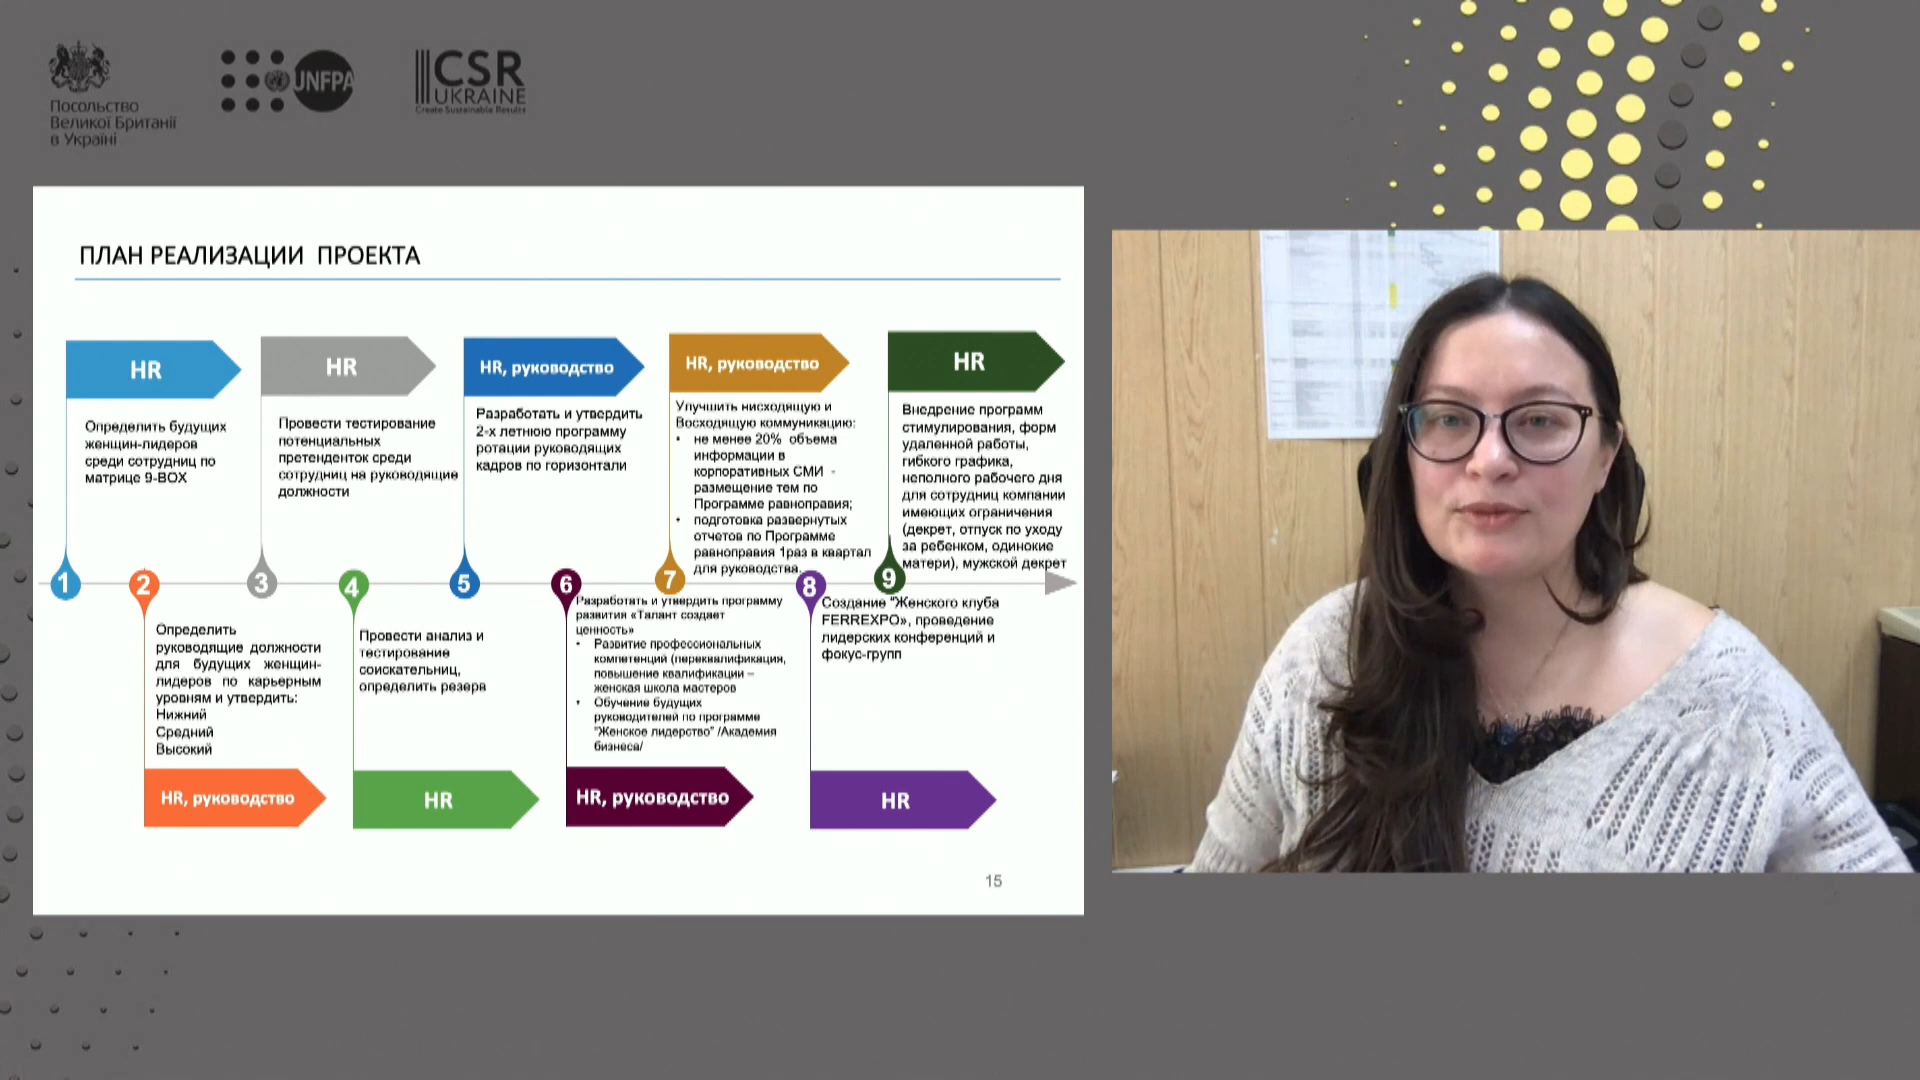 Посольство
Великої Британії
в Україні
UNFPA
CSR
UKRAINE
Create Sustainable Results
ПЛАН РЕАЛИЗАЦИИ ПРОЕКТА
HR
Определить будущих
женщин-лидеров
среди сотрудниц по
матрице 9-BOX
HR
Провести тестирование
потенциальных
претенденток среди
сотрудниц на руководящие
должности
HR, руководство
Разработать и утвердить
2-х летнюю программу
ротации руководящих
кадров по горизонтали
HR, руководство
Улучшить нисходящую и
Восходящую коммуникацию:
• не менее 20% объема
информации в
корпоративных СМИ -
размещение тем по
Программе равноправия;
• подготовка развернутых
отчетов по Программе
равноправия 1раз в квартал
для руководства.
HR
Внедрение программ
стимулирования, форм
удаленной работы,
гибкого графика,
неполного рабочего дня
для сотрудниц компании
имеющих ограничения
(декрет, отпуск по уходу
за ребенком, одинокие
матери), мужской декрет
1
2
3
4
5
6
7
8
9
Определить
руководящие должности
для будущих женщин-
лидеров по карьерным
уровням и утвердить:
Нижний
Средний
Высокий
HR, руководство
Провести анализ и
тестирование
соискательниц,
определить резерв
HR
Разработать и утвердить программу
развития «Талант создает
ценность»
• Развитие профессиональных
компетенций (переквалификация,
повышение квалификации –
женская школа мастеров
• Обучение будущих
руководителей по программе
"Женское лидерство" /Академия
бизнеса/
HR, руководство
Создание "Женского клуба
FERREXPO», проведение
лидерских конференций и
фокус-групп
HR
15